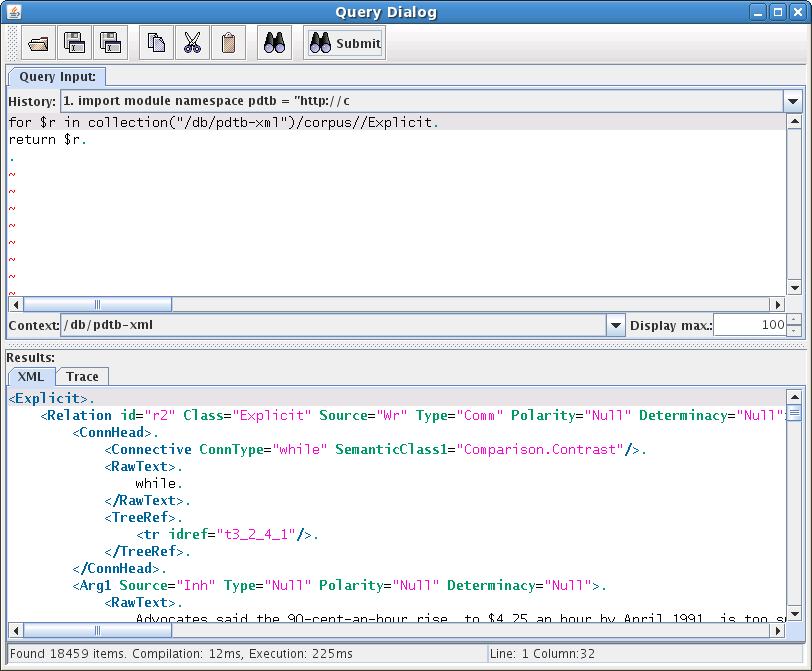 Query Dialog
Submit
Query Input:
History: 1. import module namespace pdtb = "http://c
for $r in collection("/db/pdtb-xml")/corpus//Explicit.
return $r.
.
~
~
~
~
~
~
~
~
Context: /db/pdtb-xml Display max.: 100
Results:
XML Trace
<Explicit>.
<Relation id="r2" Class="Explicit" Source="Wr" Type="Comm" Polarity="Null" Determinacy="Null"
<ConnHead>.
<Connective ConnType="while" SemanticClass1="Comparison.Contrast"/>.
<RawText>.
while.
</RawText>.
<TreeRef>.
<tr idref="t3_2_4_1"/>.
</TreeRef>.
</ConnHead>.
<Arg1 Source="Inh" Type="Null" Polarity="Null" Determinacy="Null">.
<RawText>.
Advocates said the 90-cent-an-hour rise, to $4.25 an hour by April 1991, is too
Found 18459 items. Compilation: 12ms, Execution: 225ms Line: 1 Column:32